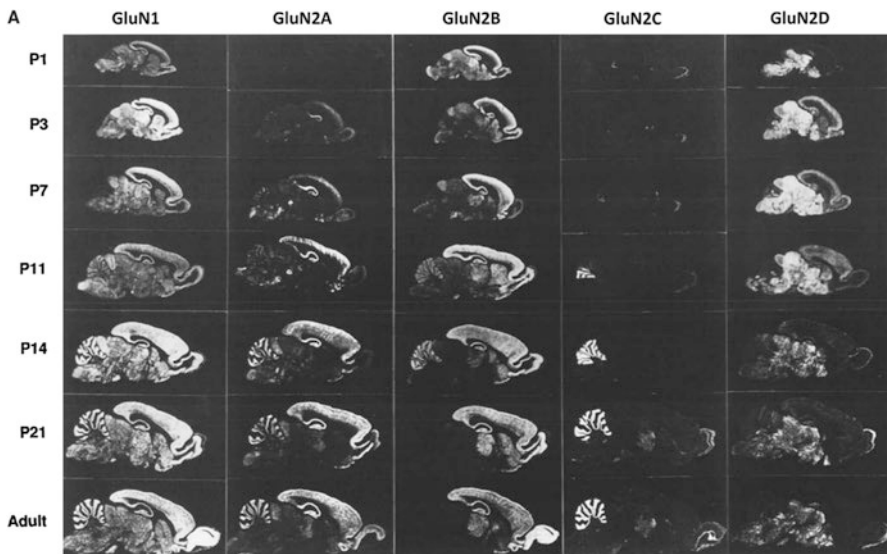 A
GluN1 GluN2A GluN2B GluN2C GluN2D
P1
P3
P7
P11
P14
P21
Adult